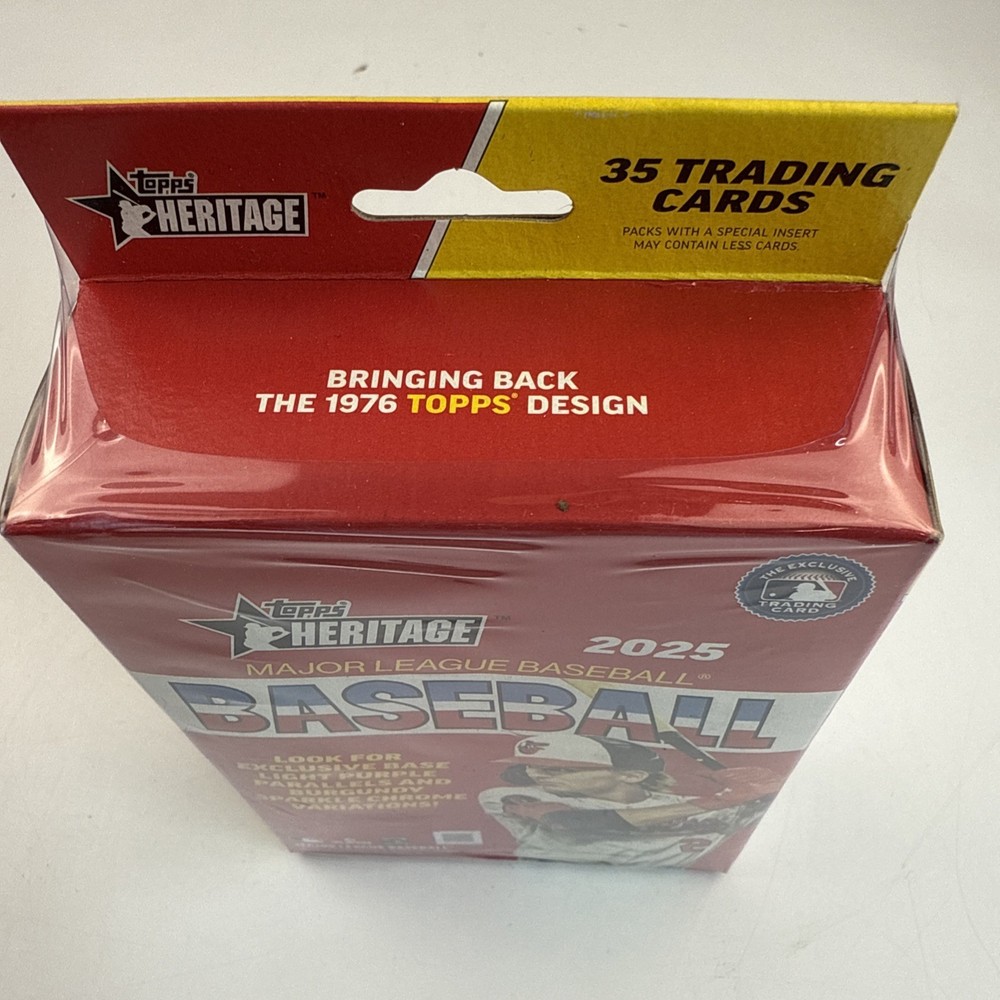 topps
HERITAGE™
35 TRADING
CARDS
PACKS WITH A SPECIAL INSERT
MAY CONTAIN LESS CARDS.
BRINGING BACK
THE 1976 TOPPS® DESIGN
THE EXCLUSIVE
TRADING
CARD
topps
HERITAGE™
2025
MAJOR LEAGUE BASEBALL®
BASEBALL
LOOK FOR
EXCLUSIVE BASE
LIGHT PURPLE
PARALLELS AND
BURGUNDY
SPARKLE CHROME
VARIATIONS!